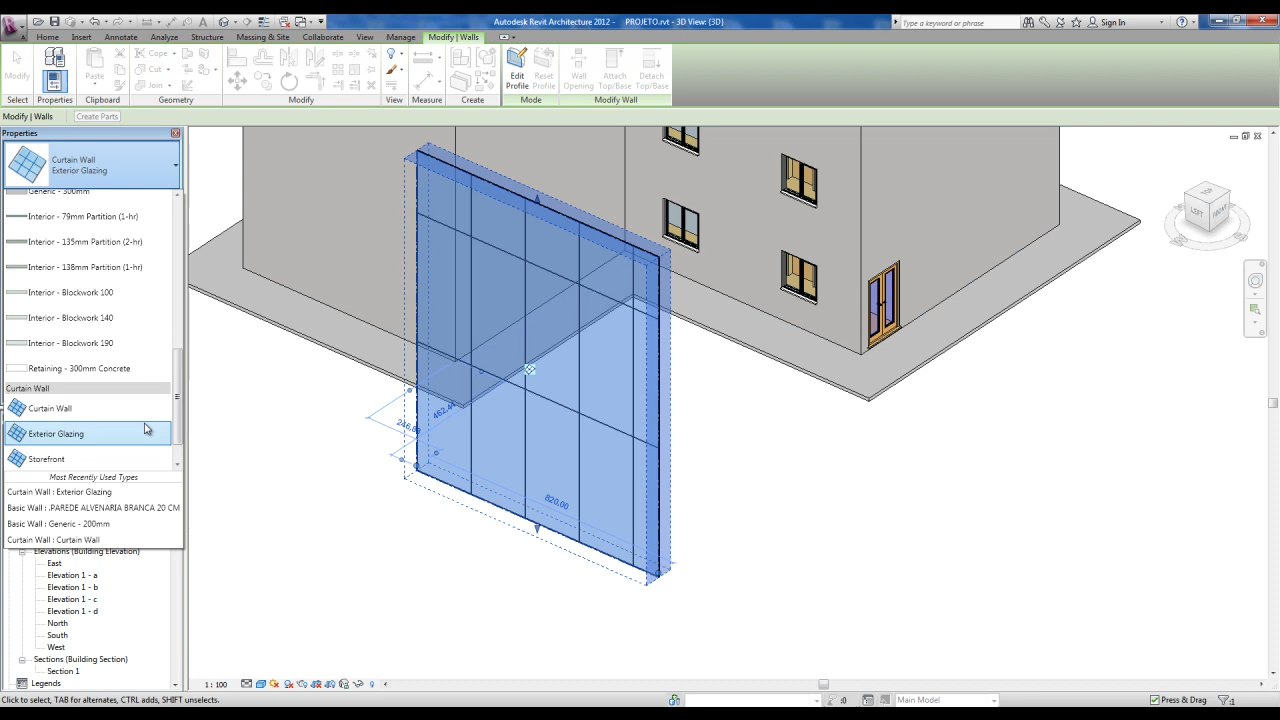 Autodesk Revit Architecture 2012 - PROJETO.rvt - 3D View: {3D}
Type a keyword or phrase
Sign In
Home Insert Annotate Analyze Structure Massing & Site Collaborate View Manage Modify | Walls
Modify
Paste
Cope
Cut
Join
Edit Profile
Reset Profile
Wall Opening
Attach Top/Base
Detach Top/Base
Select Properties Clipboard Geometry Modify View Measure Create Mode Modify Wall
Modify | Walls Create Parts
Properties
Curtain Wall
Exterior Glazing
Generic - 300mm
Interior - 79mm Partition (1-hr)
Interior - 135mm Partition (2-hr)
Interior - 138mm Partition (1-hr)
Interior - Blockwork 100
Interior - Blockwork 140
Interior - Blockwork 190
Retaining - 300mm Concrete
Curtain Wall
Curtain Wall
Exterior Glazing
Storefront
Most Recently Used Types
Curtain Wall : Exterior Glazing
Basic Wall : .PAREDE ALVENARIA BRANCA 20 CM
Basic Wall : Generic - 200mm
Curtain Wall : Curtain Wall
Elevations (Building Elevation)
East
Elevation 1 - a
Elevation 1 - b
Elevation 1 - c
Elevation 1 - d
North
South
West
Sections (Building Section)
Section 1
Legends
820.00
LEFT
1 : 100
Click to select, TAB for alternates, CTRL adds, SHIFT unselects.
:0
Main Model
Press & Drag
:1